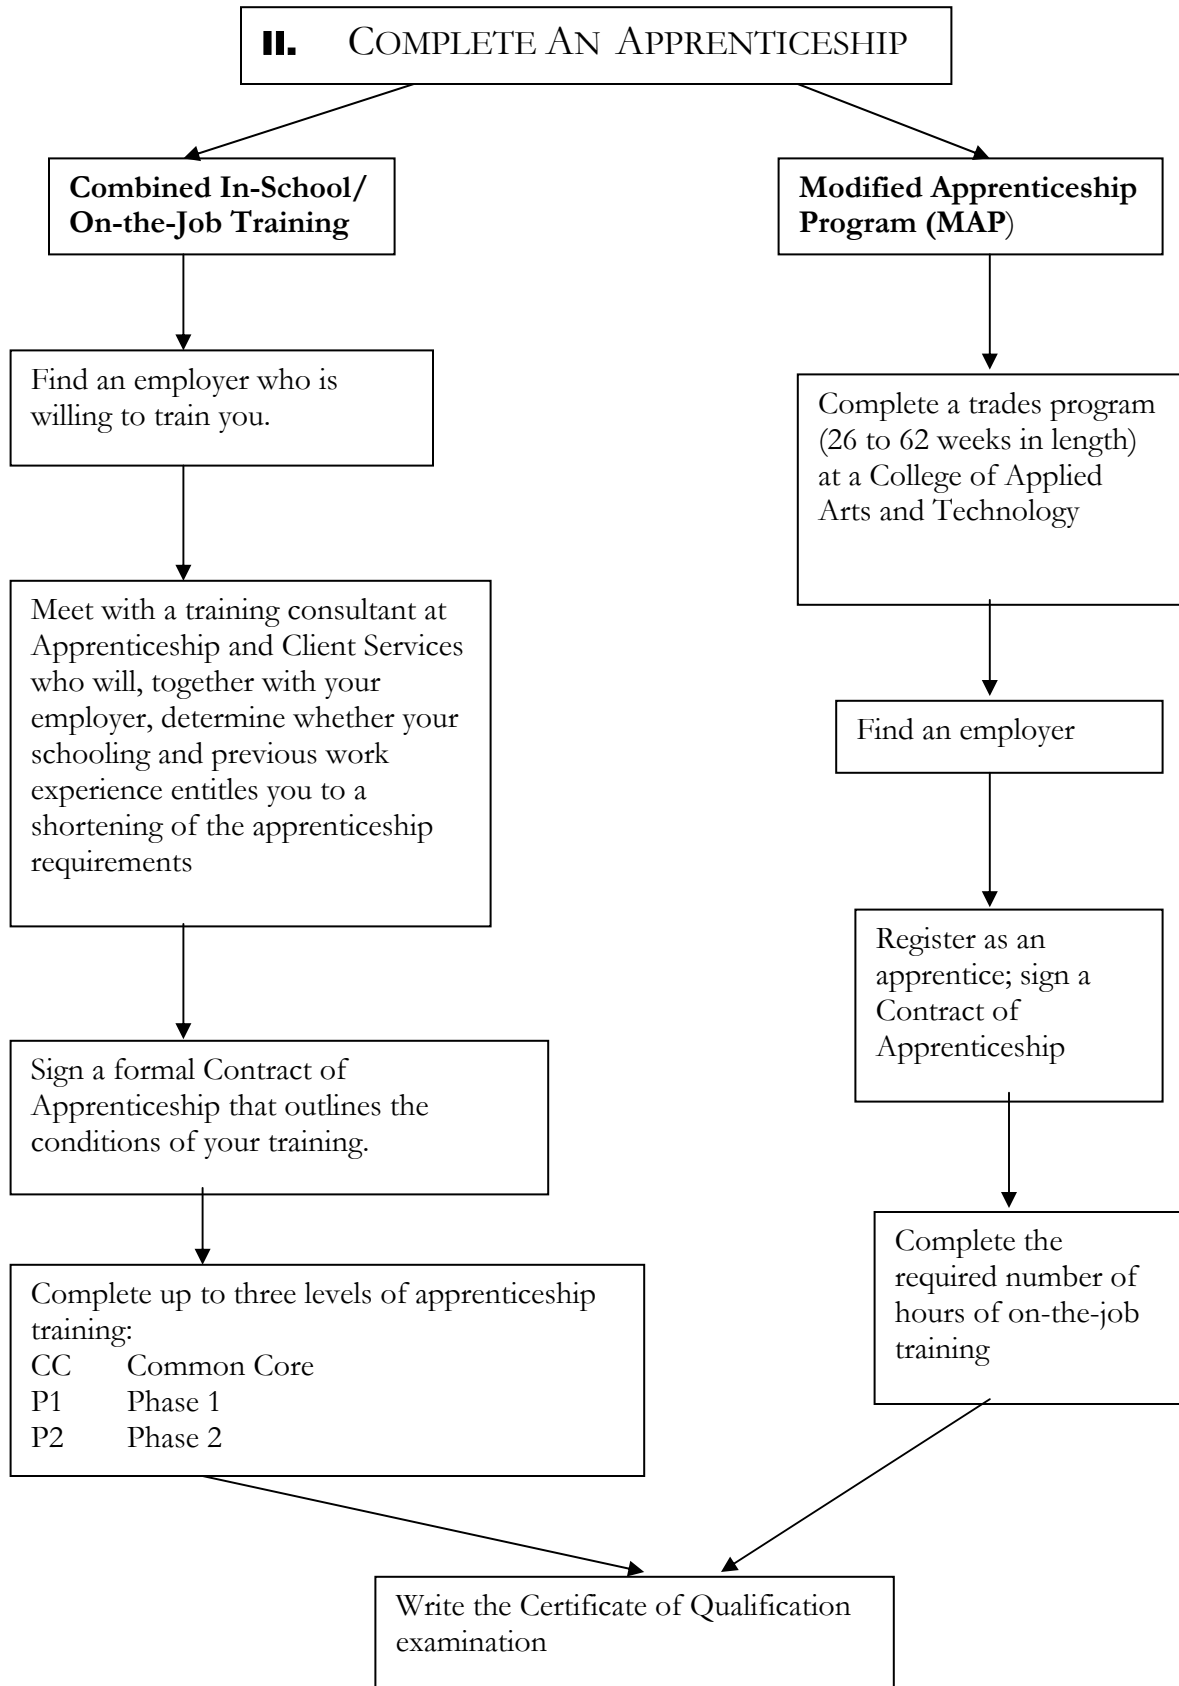 II. COMPLETE AN APPRENTICESHIP
Combined In-School/
On-the-Job Training
Find an employer who is
willing to train you.
Meet with a training consultant at
Apprenticeship and Client Services
who will, together with your
employer, determine whether your
schooling and previous work
experience entitles you to a
shortening of the apprenticeship
requirements
Sign a formal Contract of
Apprenticeship that outlines the
conditions of your training.
Complete up to three levels of apprenticeship
training:
CC Common Core
P1 Phase 1
P2 Phase 2
Modified Apprenticeship
Program (MAP)
Complete a trades program
(26 to 62 weeks in length)
at a College of Applied
Arts and Technology
Find an employer
Register as an
apprentice; sign a
Contract of
Apprenticeship
Complete the
required number of
hours of on-the-job
training
Write the Certificate of Qualification
examination